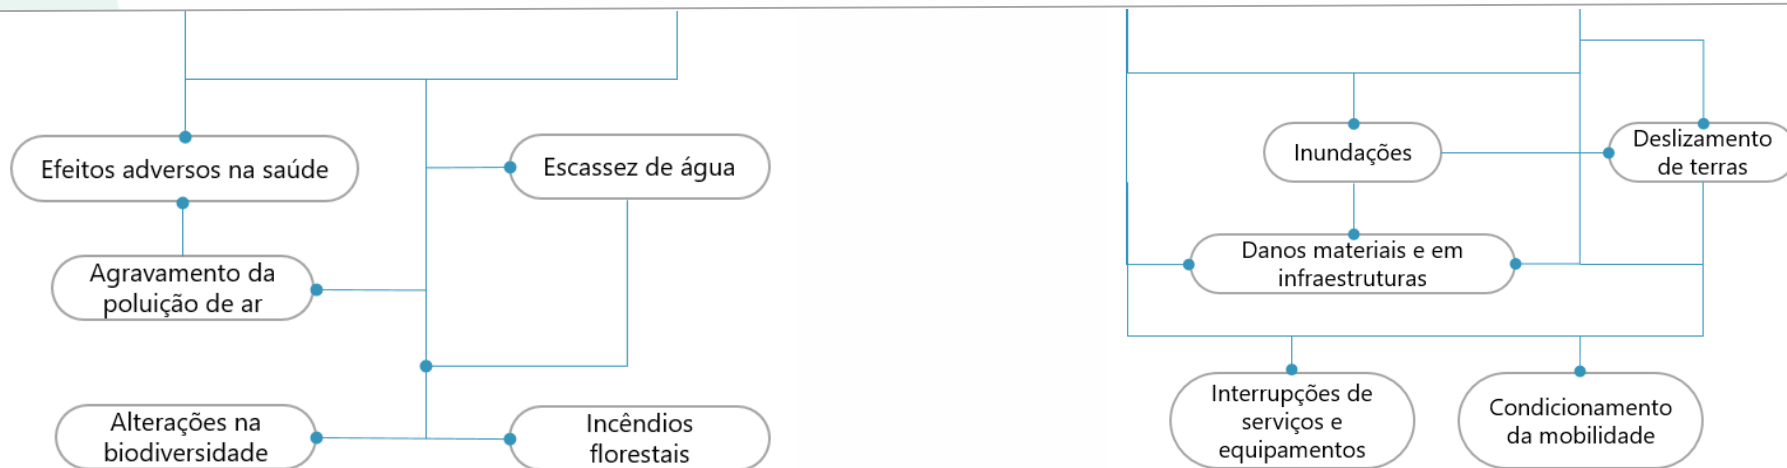 Efeitos adversos na saúde
Escassez de água
Agravamento da
poluição de ar
Alterações na
biodiversidade
Incêndios
florestais
Inundações
Deslizamento
de terras
Danos materiais e em
infraestruturas
Interrupções de
serviços e
equipamentos
Condicionamento
da mobilidade